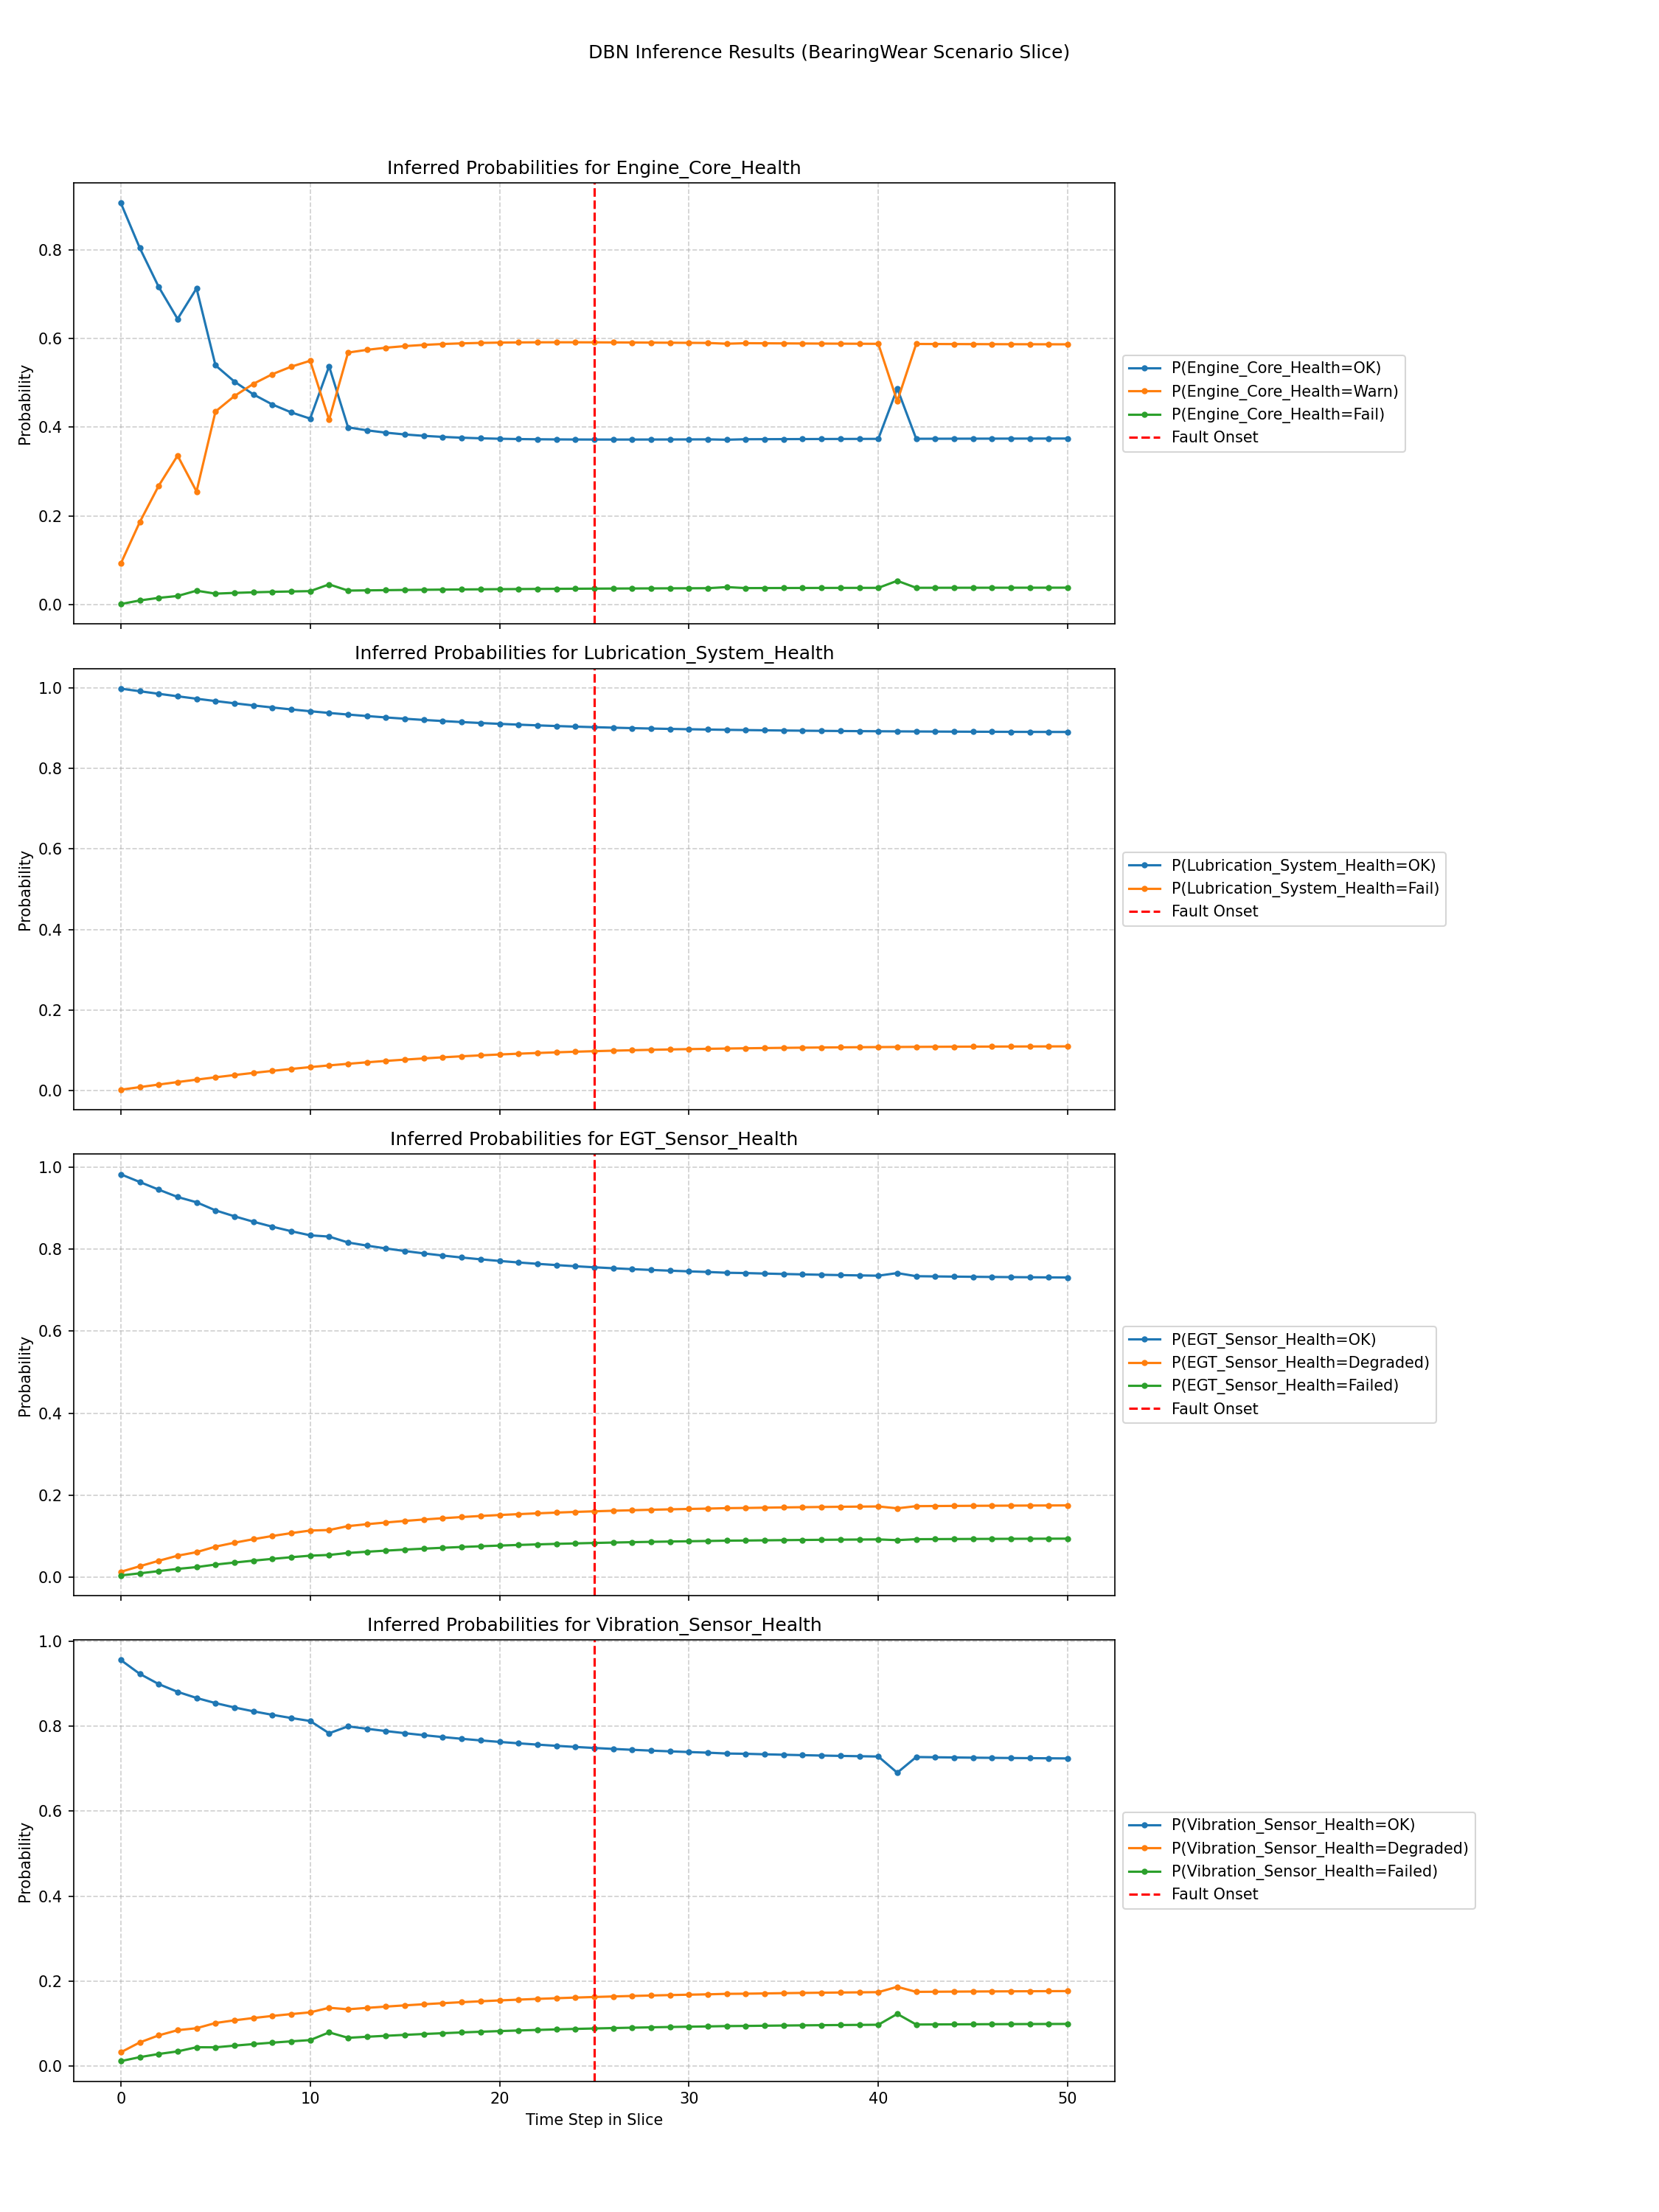 DBN Inference Results (BearingWear Scenario Slice)
Inferred Probabilities for Engine_Core_Health
Probability
0.8
0.6
0.4
0.2
0.0
P(Engine_Core_Health=OK)
P(Engine_Core_Health=Warn)
P(Engine_Core_Health=Fail)
Fault Onset
Inferred Probabilities for Lubrication_System_Health
Probability
1.0
0.8
0.6
0.4
0.2
0.0
P(Lubrication_System_Health=OK)
P(Lubrication_System_Health=Fail)
Fault Onset
Inferred Probabilities for EGT_Sensor_Health
Probability
1.0
0.8
0.6
0.4
0.2
0.0
P(EGT_Sensor_Health=OK)
P(EGT_Sensor_Health=Degraded)
P(EGT_Sensor_Health=Failed)
Fault Onset
Inferred Probabilities for Vibration_Sensor_Health
Probability
1.0
0.8
0.6
0.4
0.2
0.0
P(Vibration_Sensor_Health=OK)
P(Vibration_Sensor_Health=Degraded)
P(Vibration_Sensor_Health=Failed)
Fault Onset
0 10 20 30 40 50
Time Step in Slice